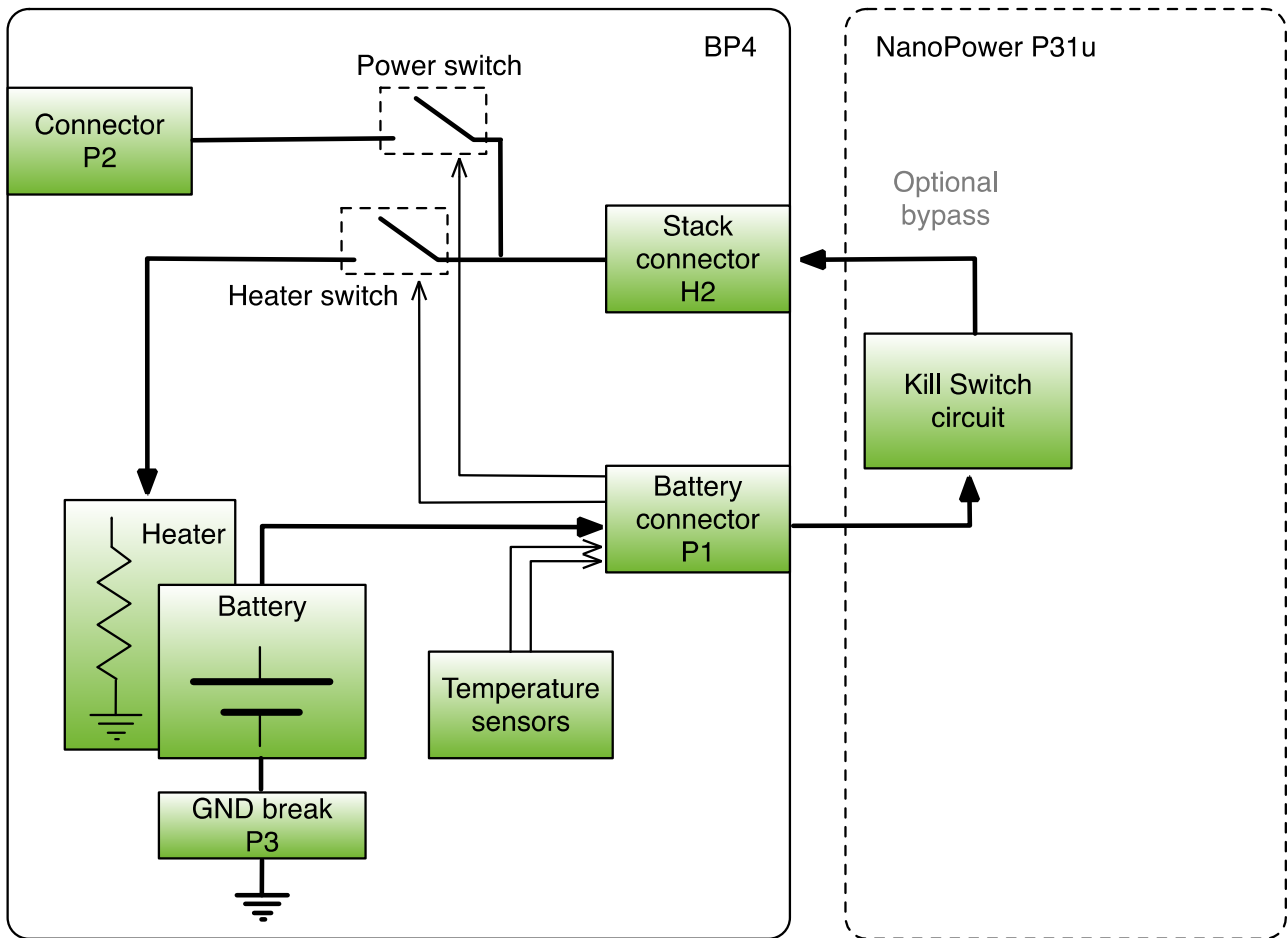 BP4
NanoPower P31u
Power switch
Connector
P2
Optional
bypass
Stack
connector
H2
Heater switch
Kill Switch
circuit
Battery
connector
P1
Heater
Battery
Temperature
sensors
GND break
P3